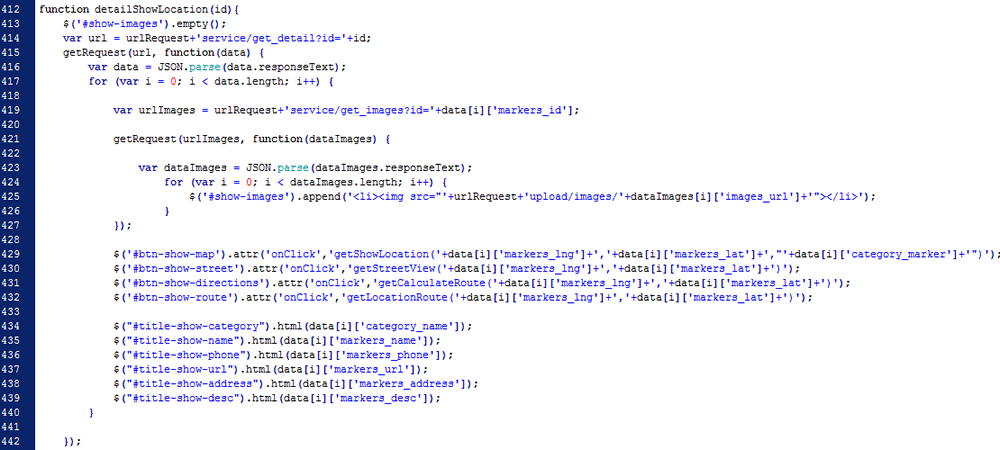 412 function detailShowLocation(id){
413 $('#show-images').empty();
414 var url = urlRequest+'service/get_detail?id='+id;
415 getRequest(url, function(data) {
416 var data = JSON.parse(data.responseText);
417 for (var i = 0; i < data.length; i++) {
418
419 var urlImages = urlRequest+'service/get_images?id='+data[i]['markers_id'];
420
421 getRequest(urlImages, function(dataImages) {
422
423 var dataImages = JSON.parse(dataImages.responseText);
424 for (var i = 0; i < dataImages.length; i++) {
425 $('#show-images').append('<li><img src="'+urlRequest+'upload/images/'+dataImages[i]['images_url']+'"></li>');
426 }
427 });
428
429 $('#btn-show-map').attr('onClick','getShowLocation('+data[i]['markers_lng']+','+data[i]['markers_lat']+',"'+data[i]['category_marker']+'")');
430 $('#btn-show-street').attr('onClick','getStreetView('+data[i]['markers_lng']+','+data[i]['markers_lat']+')');
431 $('#btn-show-directions').attr('onClick','getCalculateRoute('+data[i]['markers_lng']+','+data[i]['markers_lat']+')');
432 $('#btn-show-route').attr('onClick','getLocationRoute('+data[i]['markers_lng']+','+data[i]['markers_lat']+')');
433
434 $("#title-show-category").html(data[i]['category_name']);
435 $("#title-show-name").html(data[i]['markers_name']);
436 $("#title-show-phone").html(data[i]['markers_phone']);
437 $("#title-show-url").html(data[i]['markers_url']);
438 $("#title-show-address").html(data[i]['markers_address']);
439 $("#title-show-desc").html(data[i]['markers_desc']);
440 }
441
442 });